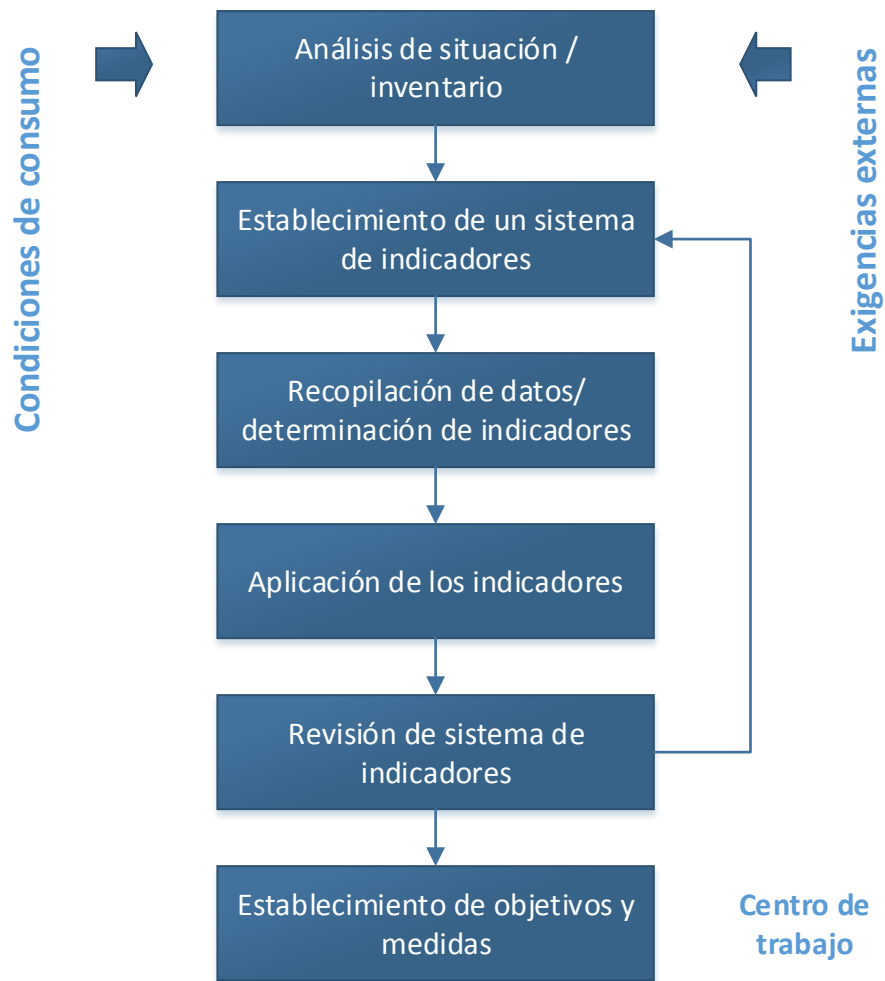 Condiciones de consumo
Análisis de situación /
inventario
Exigencias externas
Establecimiento de un sistema
de indicadores
Recopilación de datos/
determinación de indicadores
Aplicación de los indicadores
Revisión de sistema de
indicadores
Establecimiento de objetivos y
medidas
Centro de
trabajo